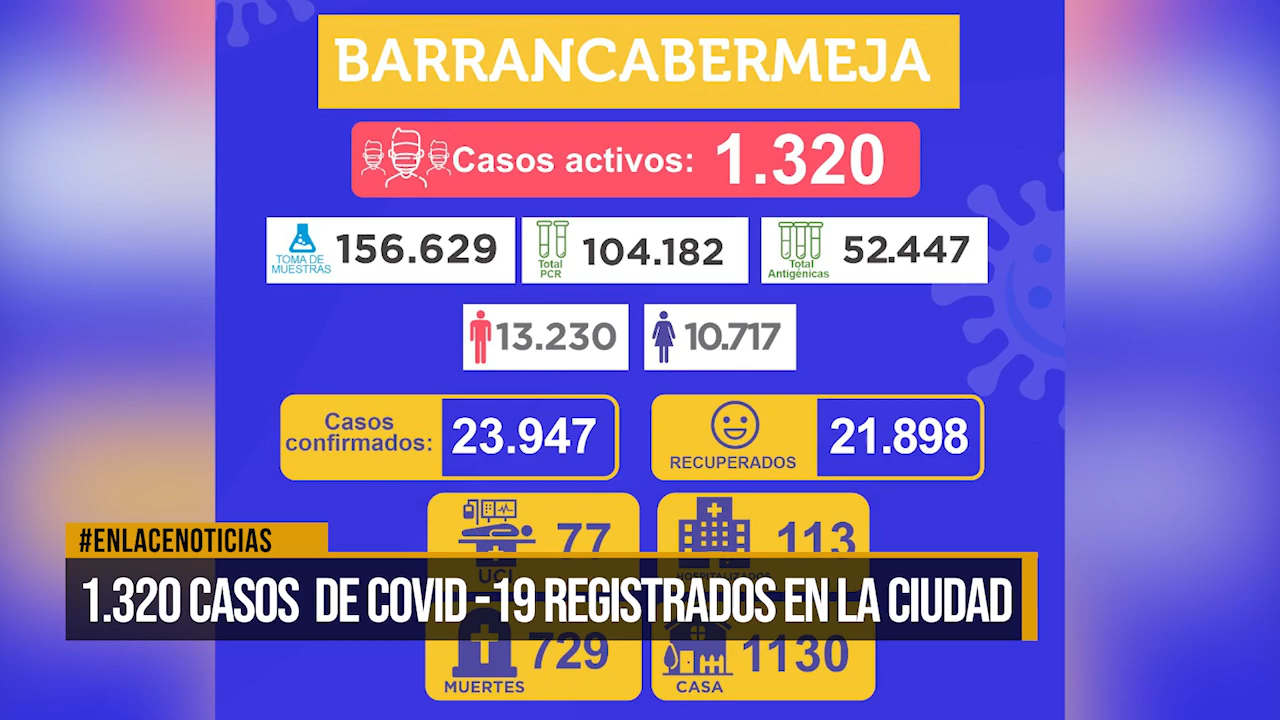 BARRANCABERMEJA
Casos activos: 1.320
TOMA DE
MUESTRAS
156.629
Total
PCR
104.182
Total
Antigénicas
52.447
13.230
10.717
Casos
confirmados:
23.947
RECUPERADOS
21.898
77
UCI
113
HOSPITALIZADOS
#ENLACENOTICIAS
1.320 CASOS DE COVID -19 REGISTRADOS EN LA CIUDAD
729
MUERTES
1130
CASA